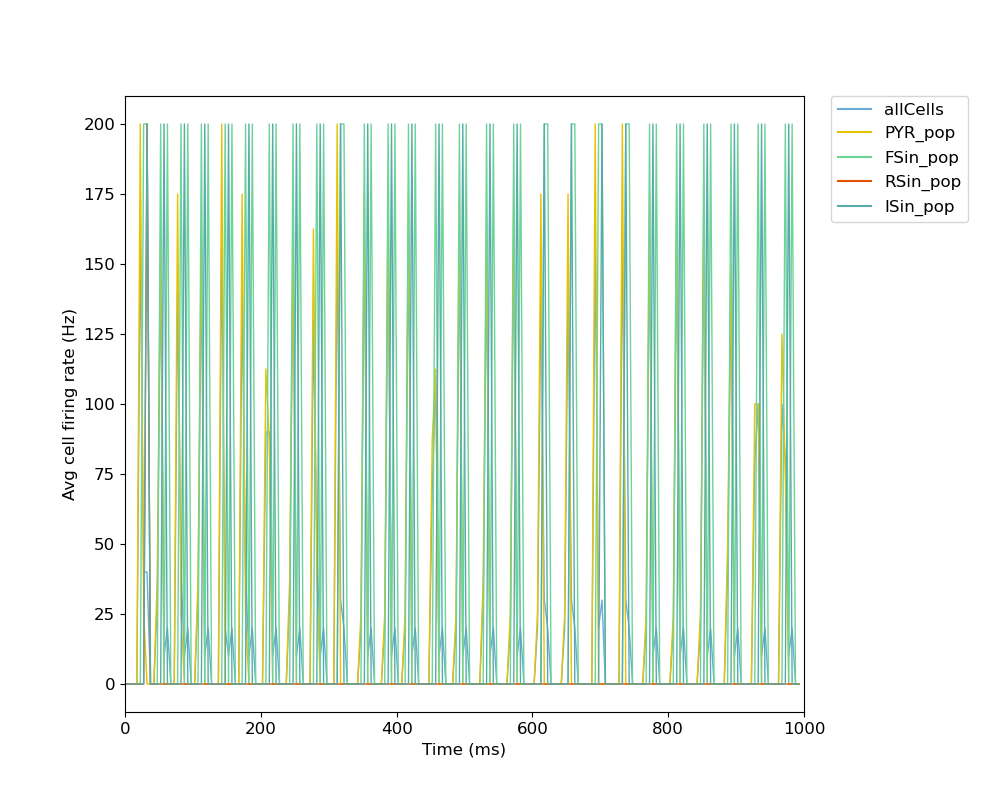 200
175
150
125
100
75
50
25
0
Avg cell firing rate (Hz)
0 200 400 600 800 1000
Time (ms)
allCells
PYR_pop
FSin_pop
RSin_pop
ISin_pop